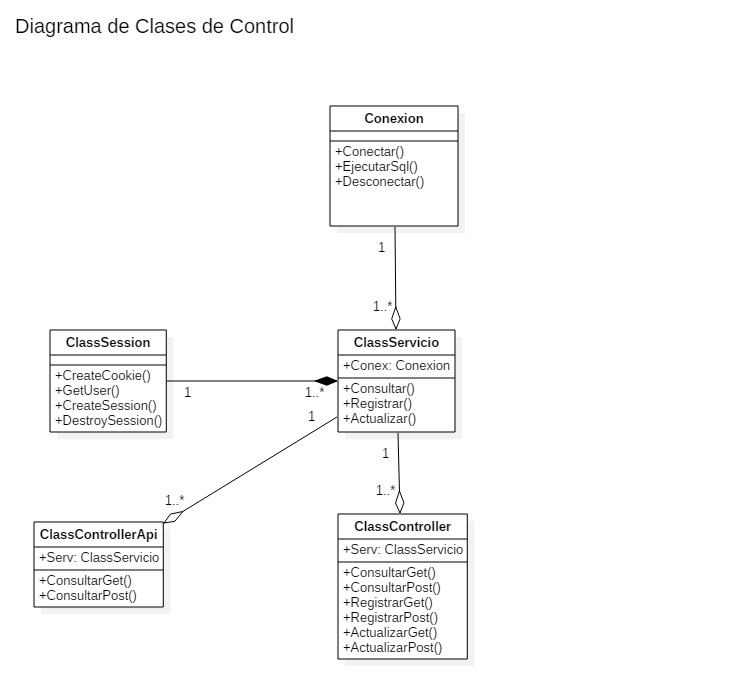 Diagrama de Clases de Control
Conexion
+Conectar()
+EjecutarSql()
+Desconectar()
1
1..*
ClassSession
+CreateCookie()
+GetUser()
+CreateSession()
+DestroySession()
1
1..*
ClassServicio
+Conex: Conexion
+Consultar()
+Registrar()
+Actualizar()
1
1..*
1
1..*
ClassControllerApi
+Serv: ClassServicio
+ConsultarGet()
+ConsultarPost()
ClassController
+Serv: ClassServicio
+ConsultarGet()
+ConsultarPost()
+RegistrarGet()
+RegistrarPost()
+ActualizarGet()
+ActualizarPost()